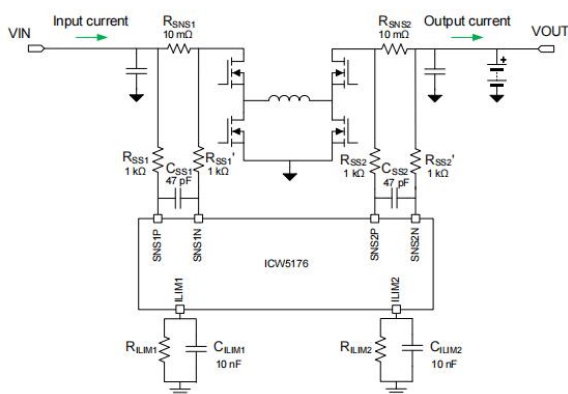 Input current
RSNS1
10 mΩ
RSNS2
10 mΩ
Output current
VIN
VOUT
+
RSS1
1 kΩ
CSS1
47 pF
RSS1'
1 kΩ
RSS2
1 kΩ
CSS2
47 pF
RSS2'
1 kΩ
SNS1P
SNS1N
SNS2P
SNS2N
ICW5176
ILIM1
ILIM2
RILIM1
CILIM1
10 nF
RILIM2
CILIM2
10 nF